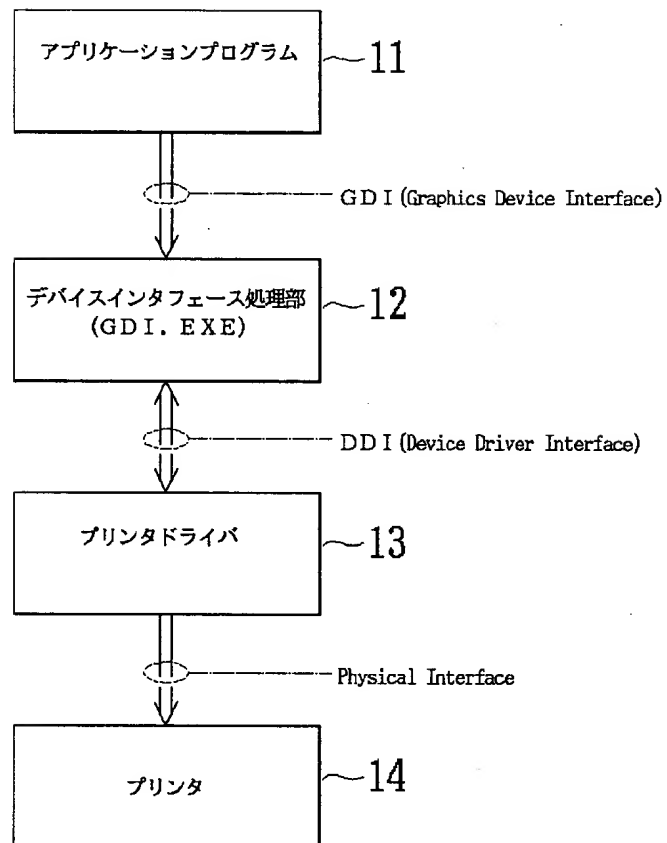 アプリケーションプログラム
11
GDI(Graphics Device Interface)
デバイスインタフェース処理部
(GDI. EXE)
12
DDI(Device Driver Interface)
プリンタドライバ
13
Physical Interface
プリンタ
14